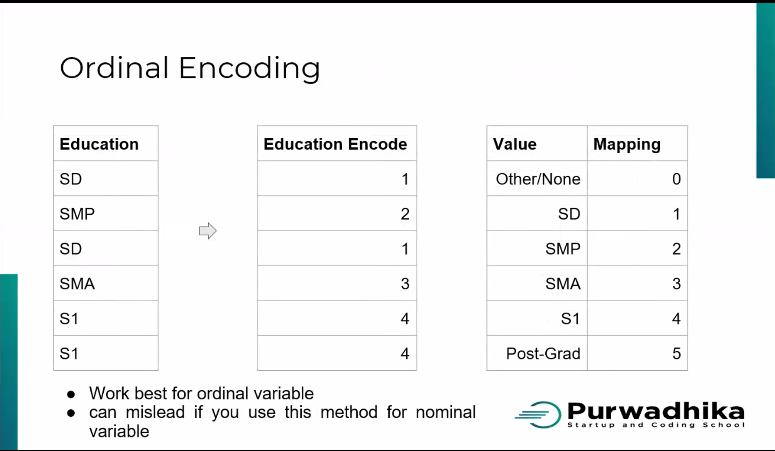 Ordinal Encoding
Education
SD
SMP
SD
SMA
S1
S1
Education Encode
1
2
1
3
4
4
Value Mapping
Other/None 0
SD 1
SMP 2
SMA 3
S1 4
Post-Grad 5
● Work best for ordinal variable
● can mislead if you use this method for nominal
variable
Purwadhika
Startup and Coding School